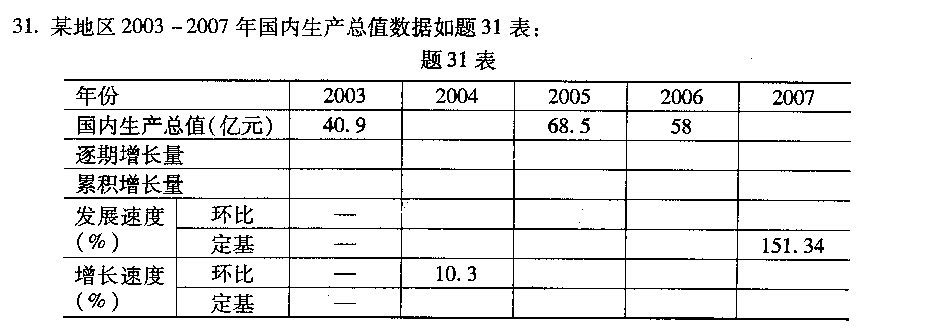 31. 某地区 2003－2007 年国内生产总值数据如题 31 表：
题 31 表
年份 2003 2004 2005 2006 2007
国内生产总值(亿元) 40.9 68.5 58
逐期增长量
累积增长量
发展速度(%) 环比 —
定基 — 151.34
增长速度(%) 环比 — 10.3
定基 —